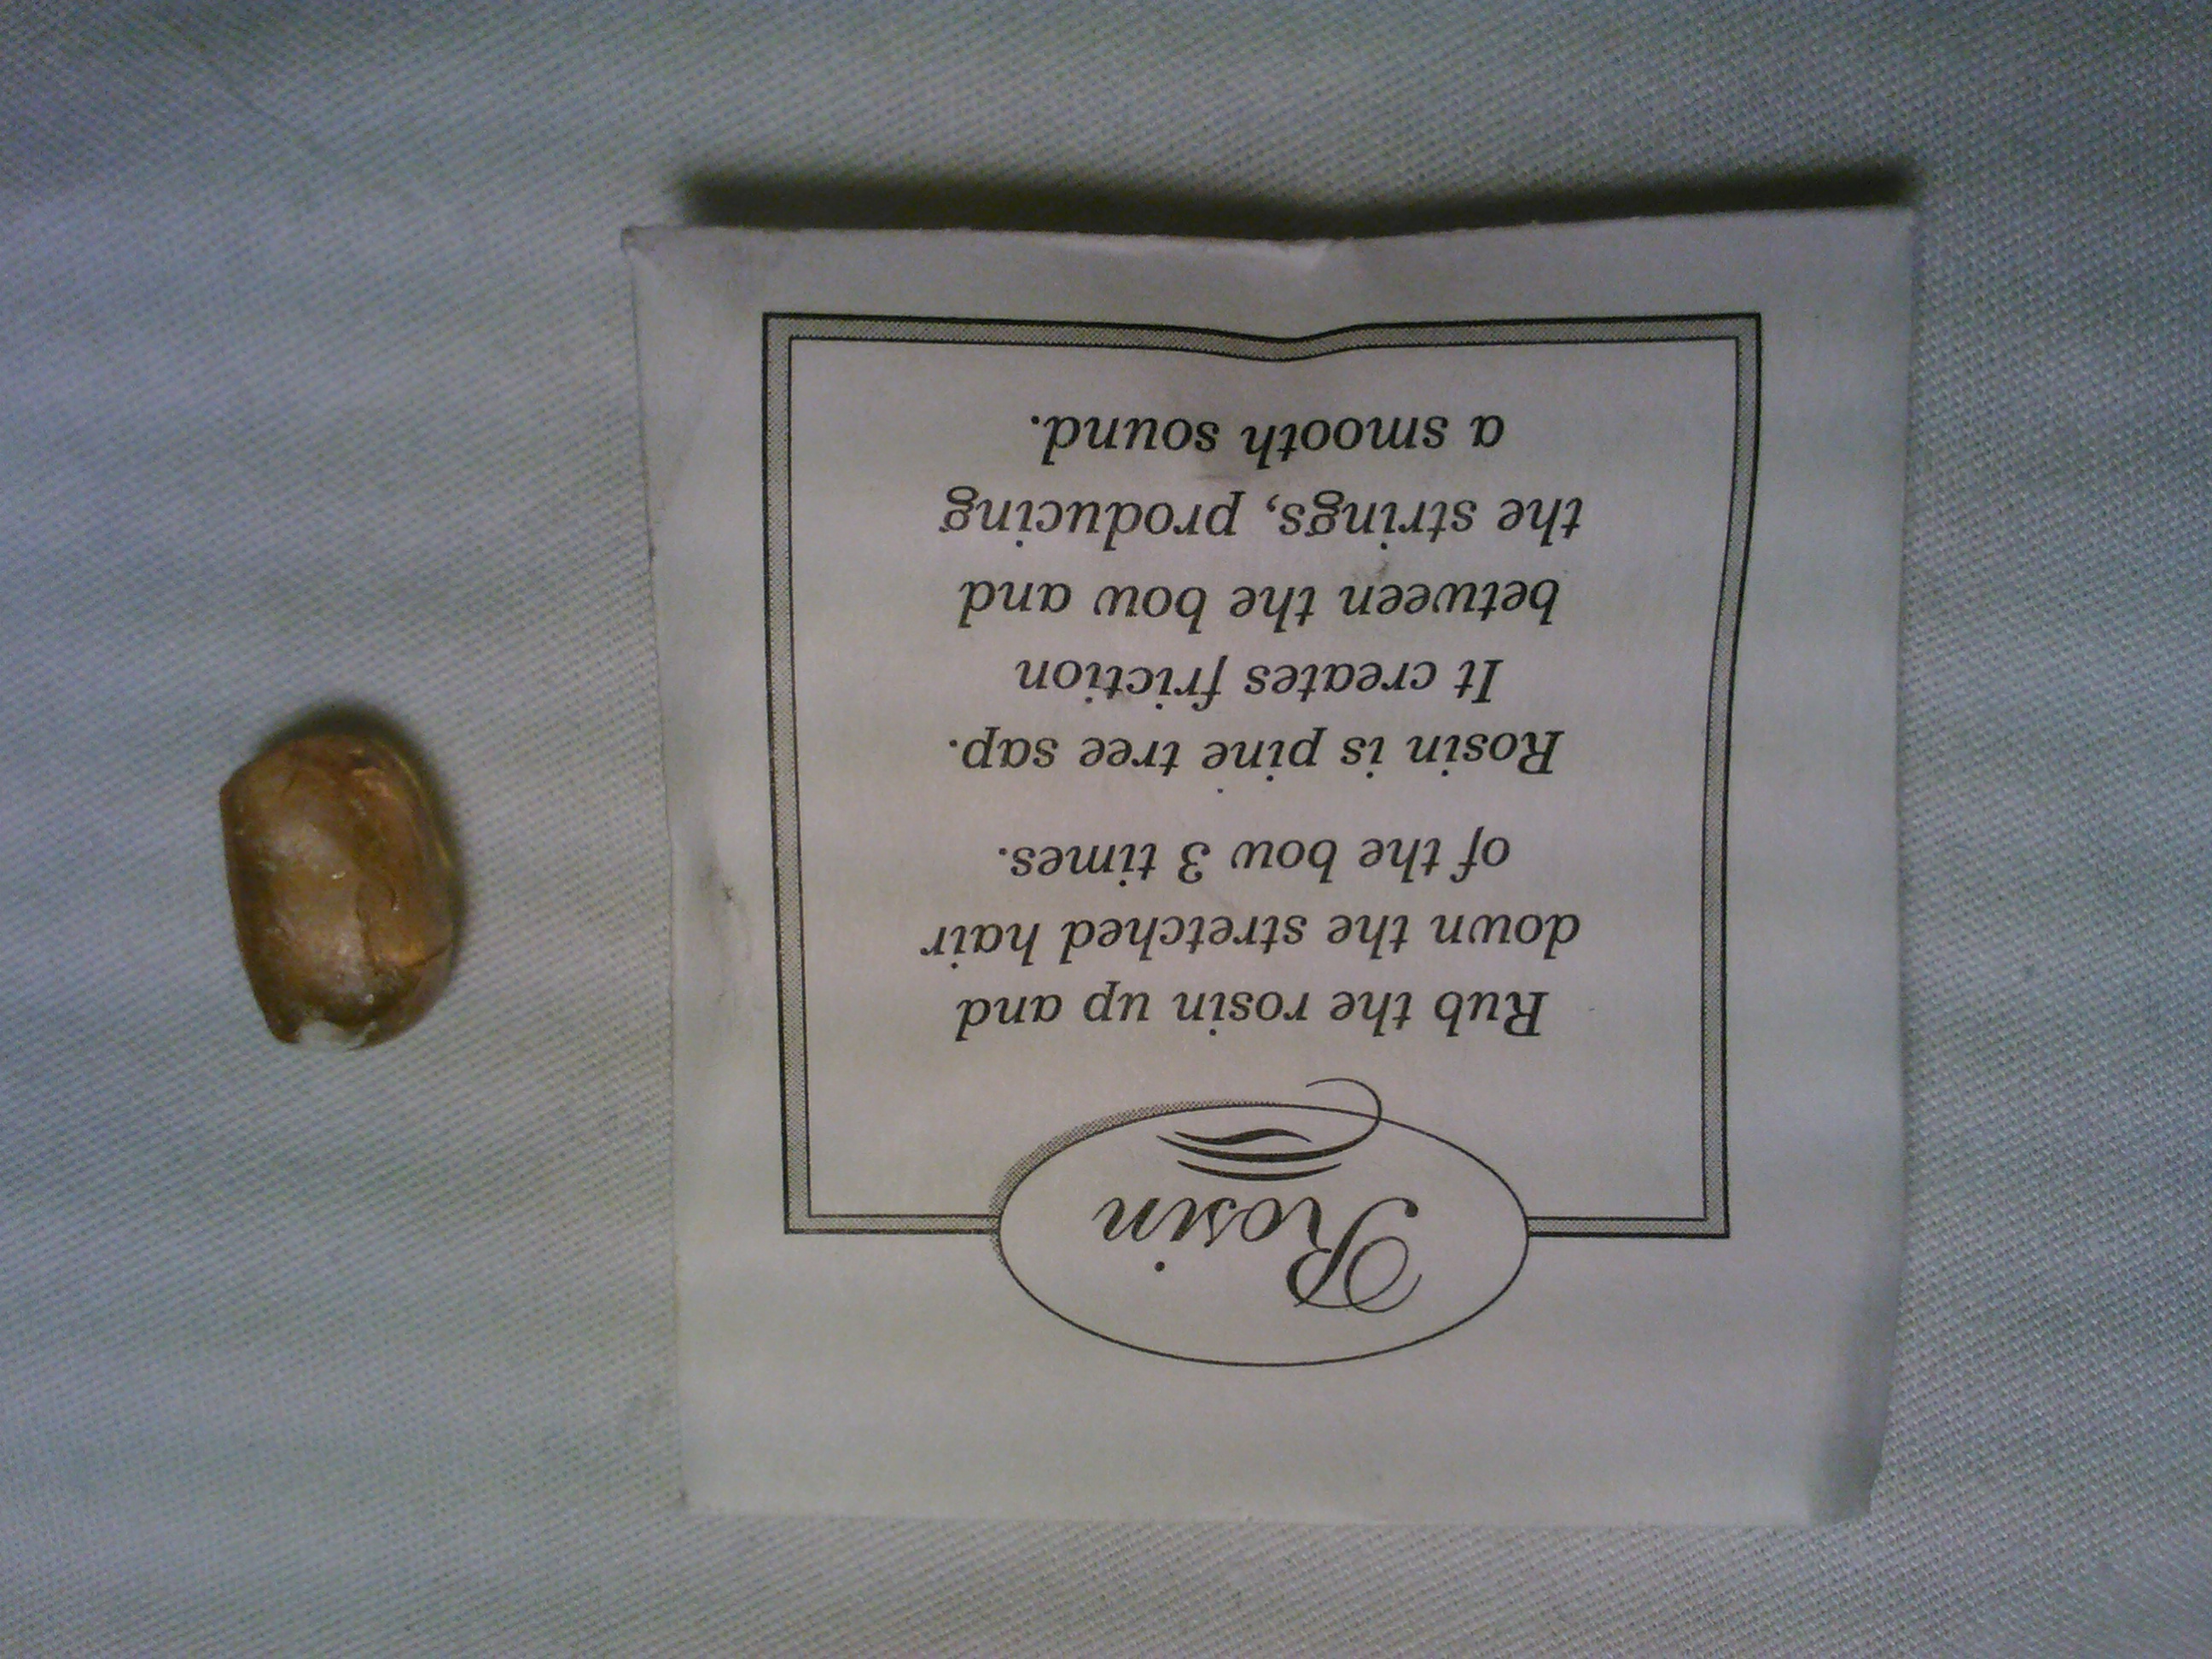 Rosin
Rub the rosin up and
down the stretched hair
of the bow 3 times.
Rosin is pine tree sap.
It creates friction
between the bow and
the strings, producing
a smooth sound.